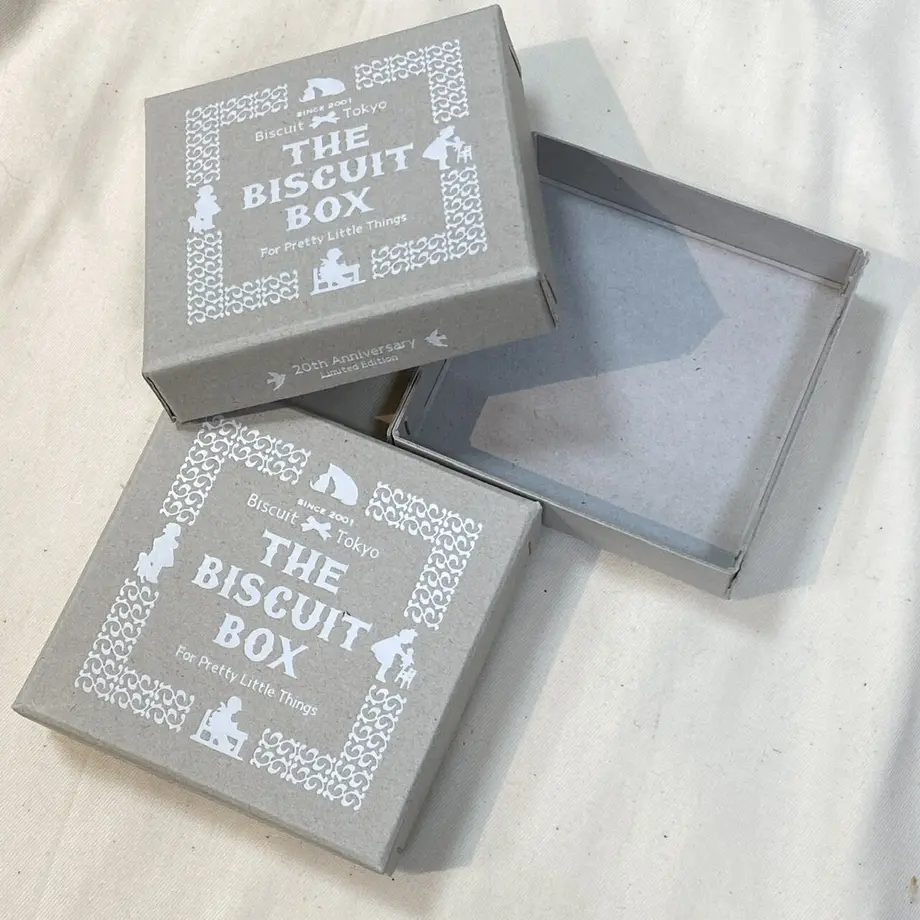 SINCE 2001
Biscuit Tokyo
THE
BISCUIT
BOX
For Pretty Little Things
20th Anniversary
Limited Edition
SINCE 2001
Biscuit Tokyo
THE
BISCUIT
BOX
For Pretty Little Things